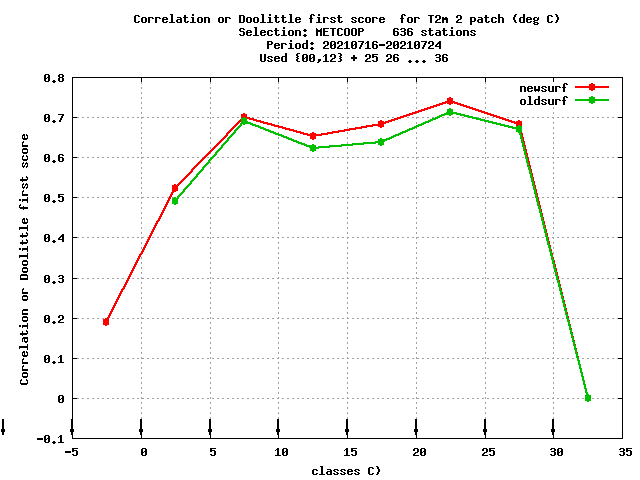 Correlation or Doolittle first score  for T2m 2 patch (deg C)
Selection: METCOOP    636 stations
Period: 20210716-20210724
Used {00,12} + 25 26 ... 36
newsurf
oldsurf
Correlation or Doolittle first score
0.8
0.7
0.6
0.5
0.4
0.3
0.2
0.1
0
-0.1
-5 0 5 10 15 20 25 30 35
classes C)